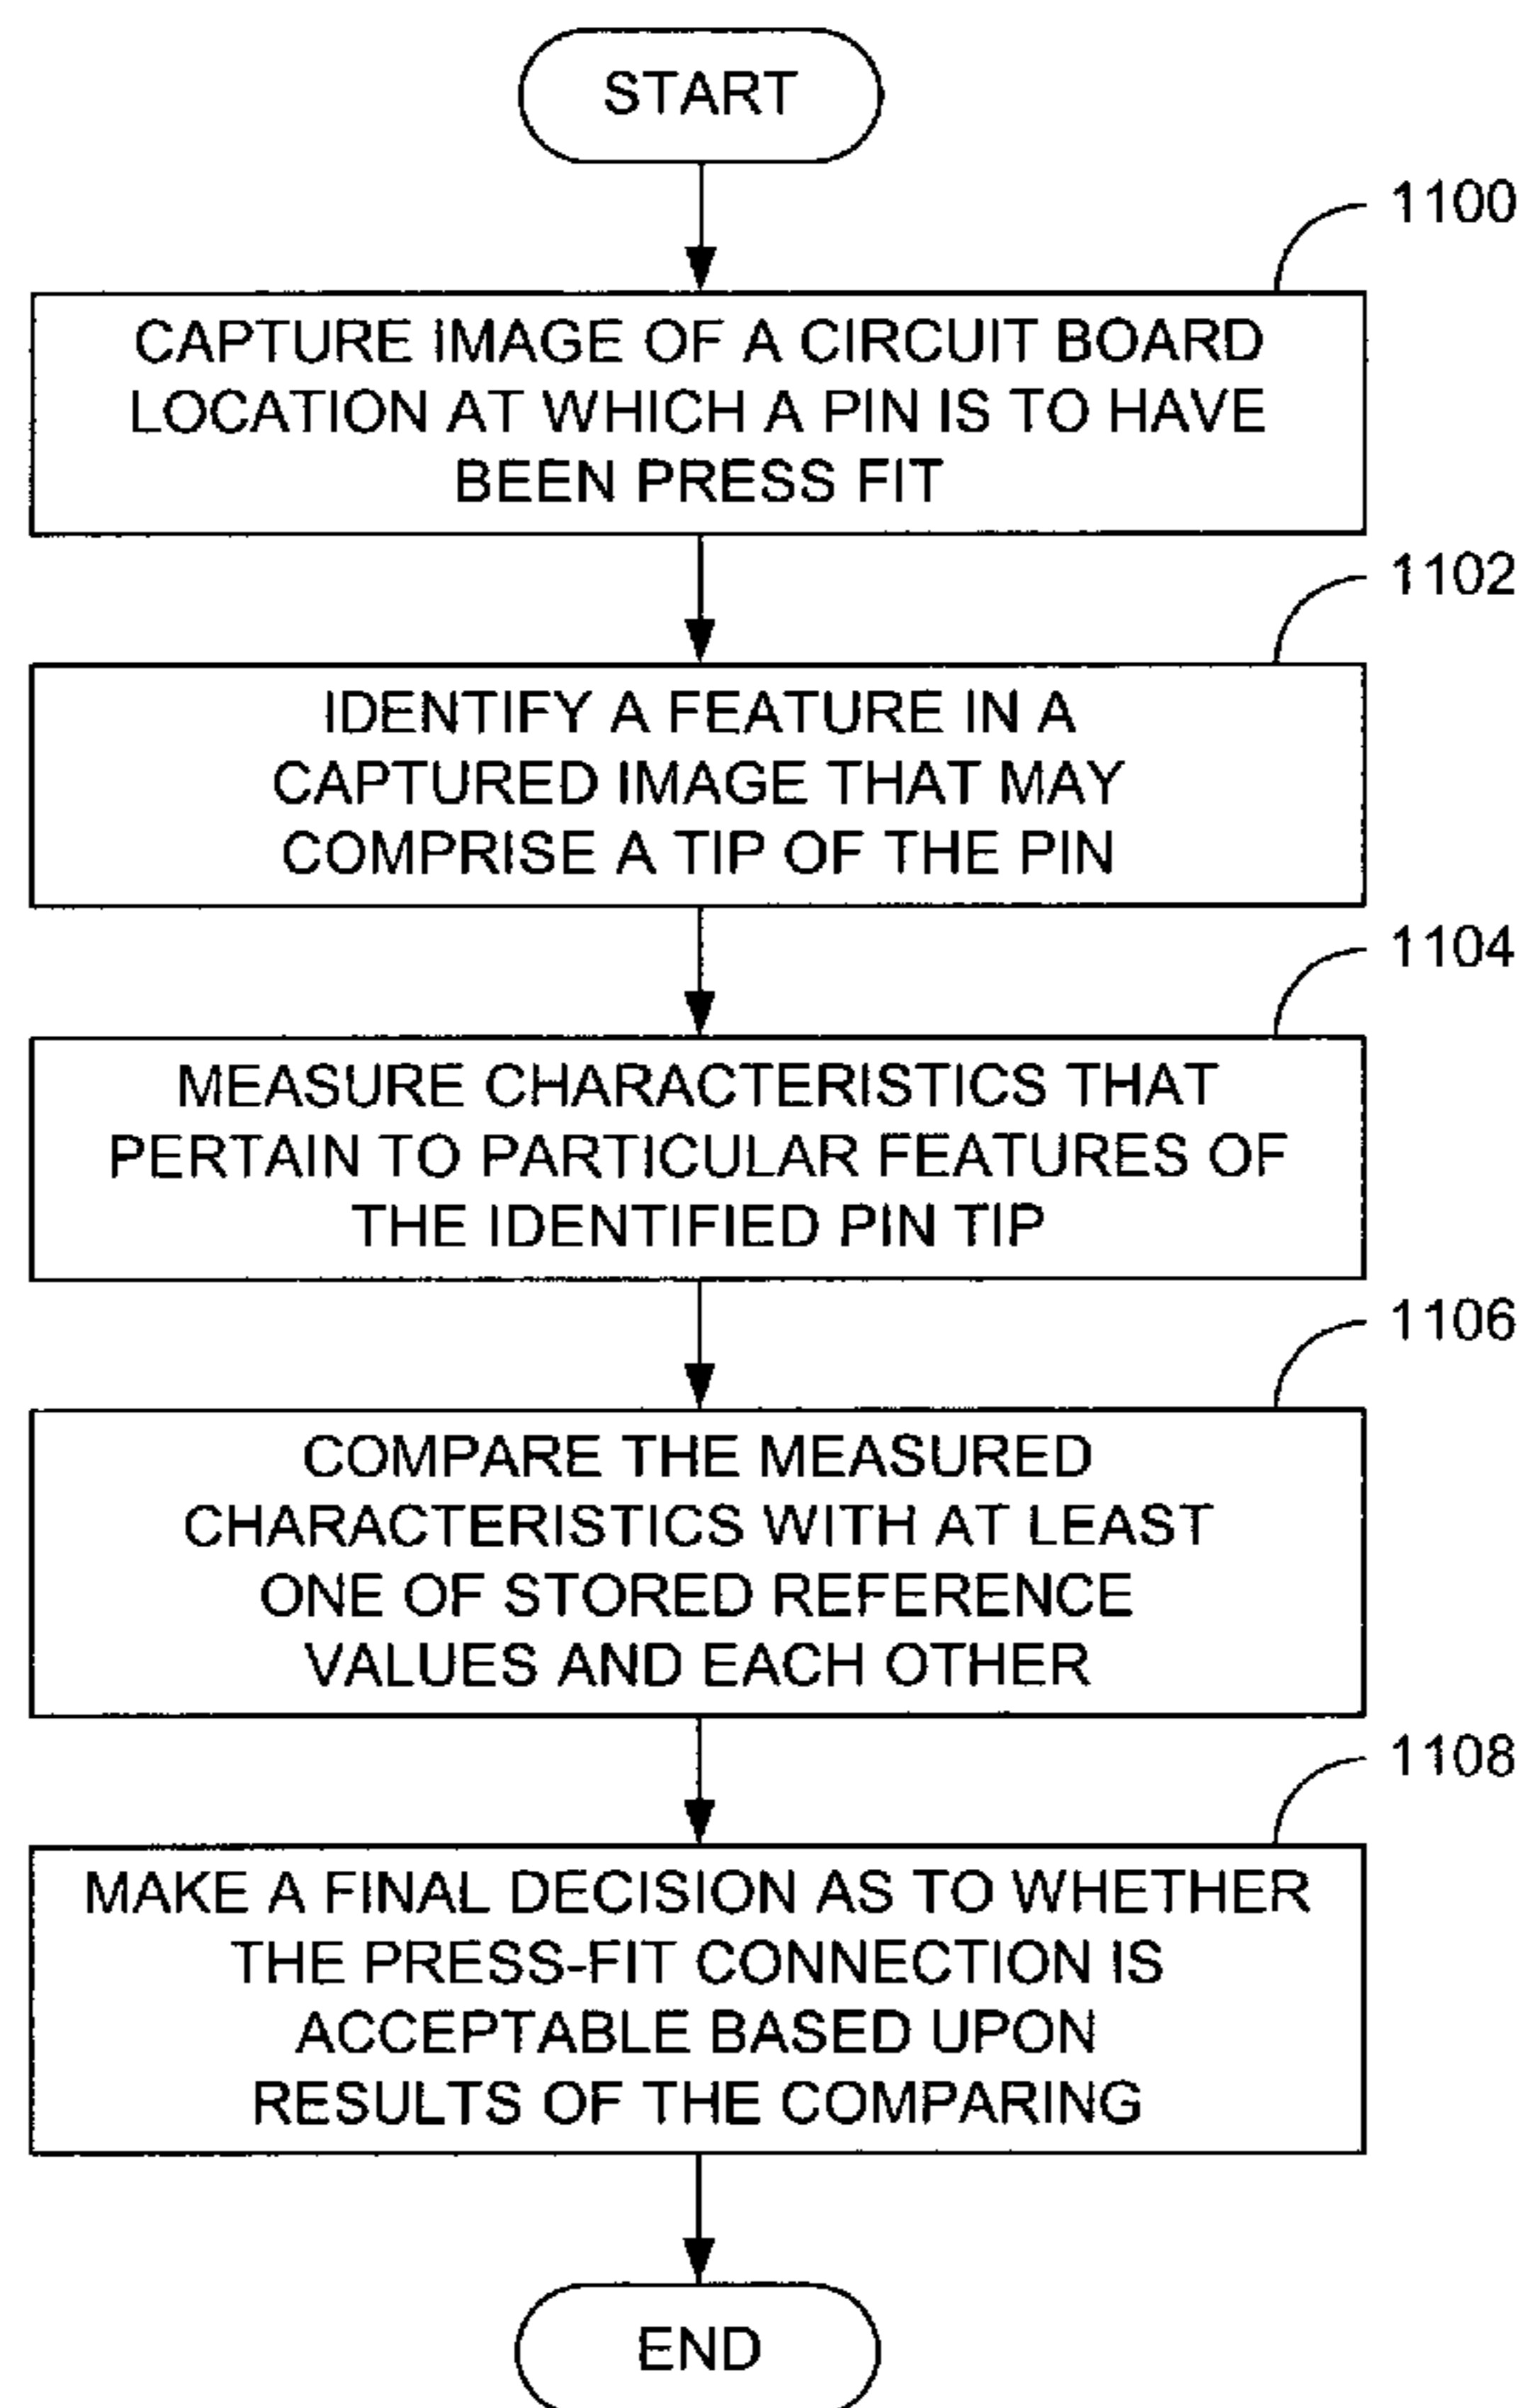 START
1100
CAPTURE IMAGE OF A CIRCUIT BOARD
LOCATION AT WHICH A PIN IS TO HAVE
BEEN PRESS FIT
1102
IDENTIFY A FEATURE IN A
CAPTURED IMAGE THAT MAY
COMPRISE A TIP OF THE PIN
1104
MEASURE CHARACTERISTICS THAT
PERTAIN TO PARTICULAR FEATURES OF
THE IDENTIFIED PIN TIP
1106
COMPARE THE MEASURED
CHARACTERISTICS WITH AT LEAST
ONE OF STORED REFERENCE
VALUES AND EACH OTHER
1108
MAKE A FINAL DECISION AS TO WHETHER
THE PRESS-FIT CONNECTION IS
ACCEPTABLE BASED UPON
RESULTS OF THE COMPARING
END